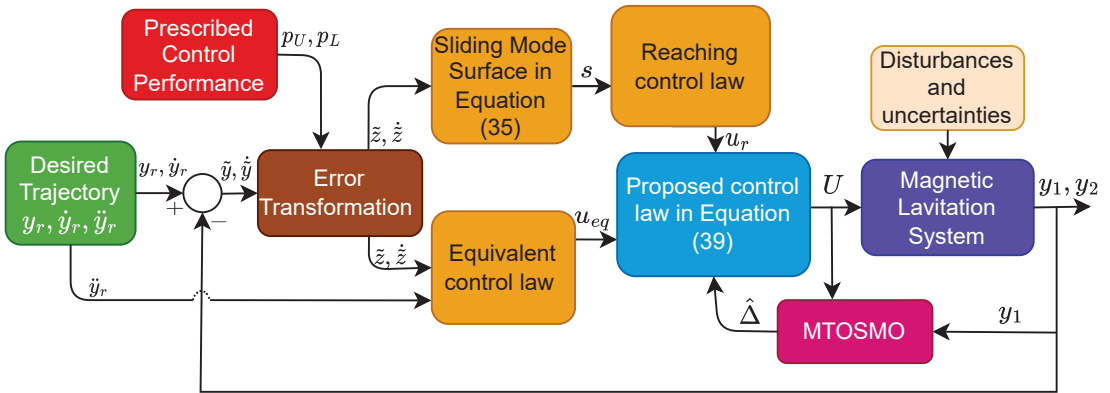 Prescribed
Control
Performance
p_U, p_L
Sliding Mode
Surface in
Equation
(35)
s
Reaching
control law
Disturbances
and
uncertainties
z̃, z̃̇
u_r
Desired
Trajectory
y_r, ẏ_r, ÿ_r
y_r, ẏ_r
+
−
ỹ, ỹ̇
Error
Transformation
Proposed control
law in Equation
(39)
U
Magnetic
Lavitation
System
y_1, y_2
z̃, z̃̇
Equivalent
control law
u_{eq}
ÿ_r
Δ̂
MTOSMO
y_1